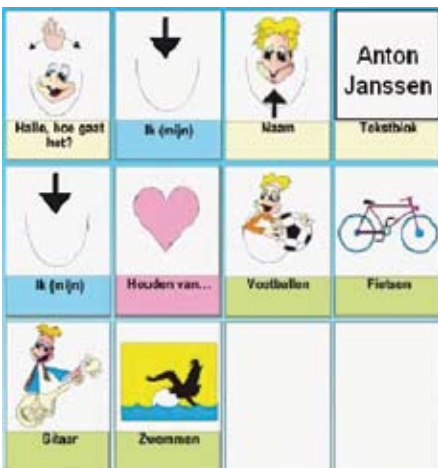 Anton
Janssen
Hallo, hoe gaat
het?
Ik (mijn)
Naam
Tekstblok
Ik (mijn)
Houden van...
Voetballen
Fietsen
Gitaar
Zwemmen